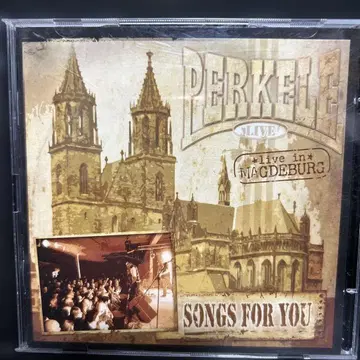 PERKELE
LIVE!
*live in*
MAGDEBURG
SONGS FOR YOU